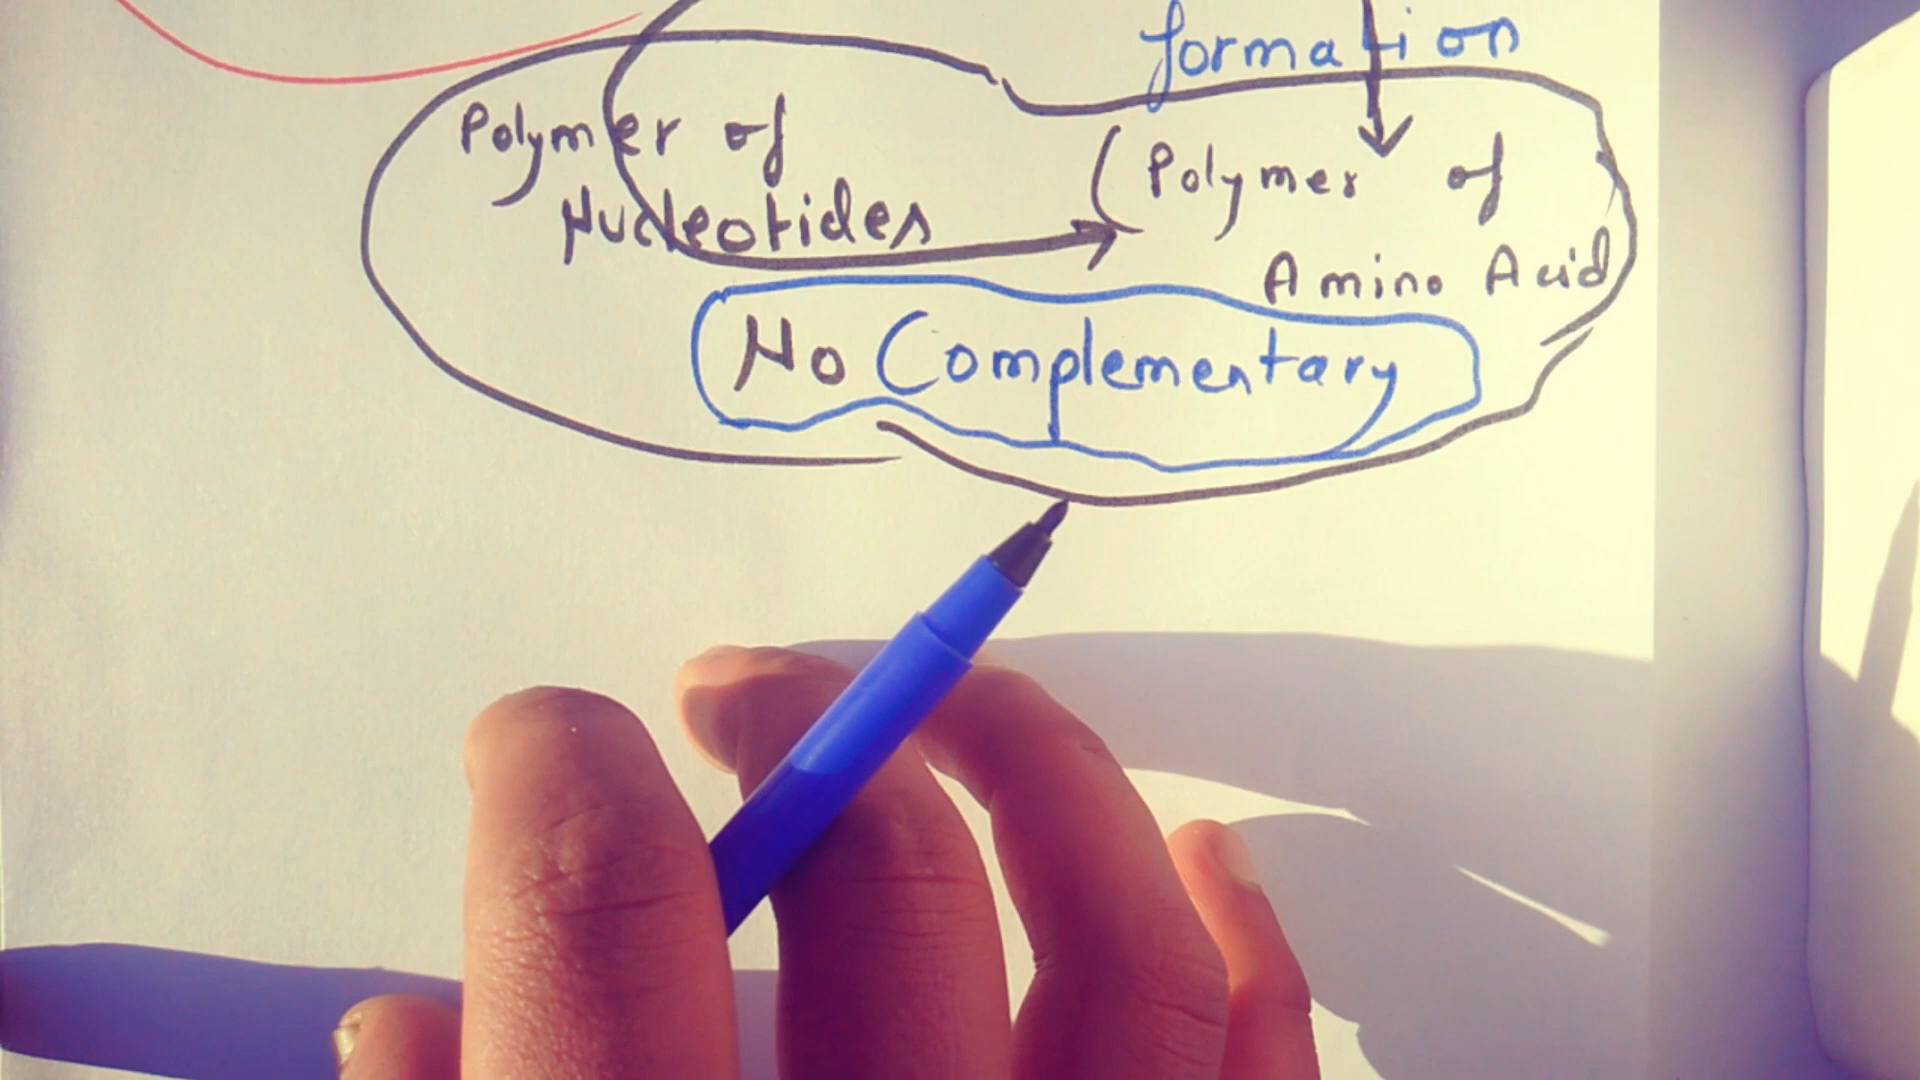 formation
Polymer of
Nucleotides
(Polymer of
Amino Acid
No Complementary